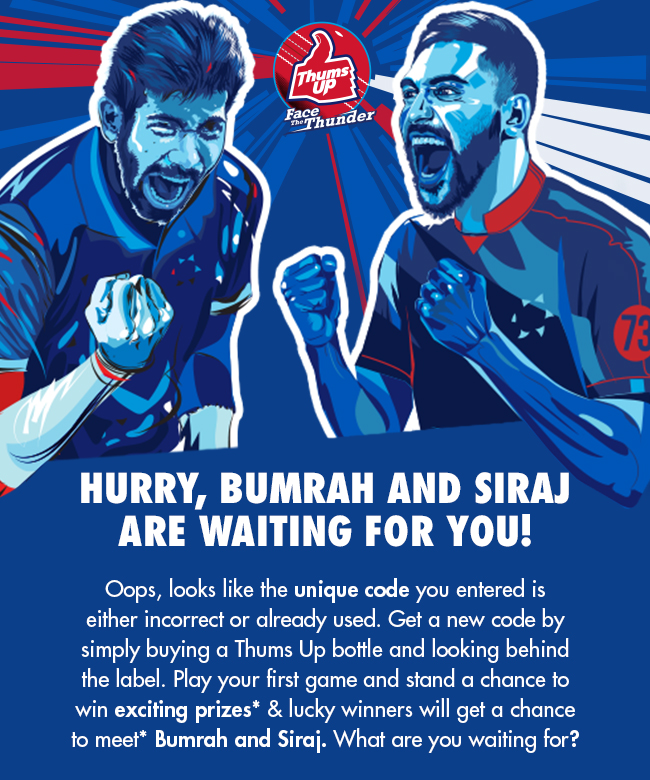 Thums
UP
Face
The Thunder
73
HURRY, BUMRAH AND SIRAJ
ARE WAITING FOR YOU!
Oops, looks like the unique code you entered is
either incorrect or already used. Get a new code by
simply buying a Thums Up bottle and looking behind
the label. Play your first game and stand a chance to
win exciting prizes* & lucky winners will get a chance
to meet* Bumrah and Siraj. What are you waiting for?